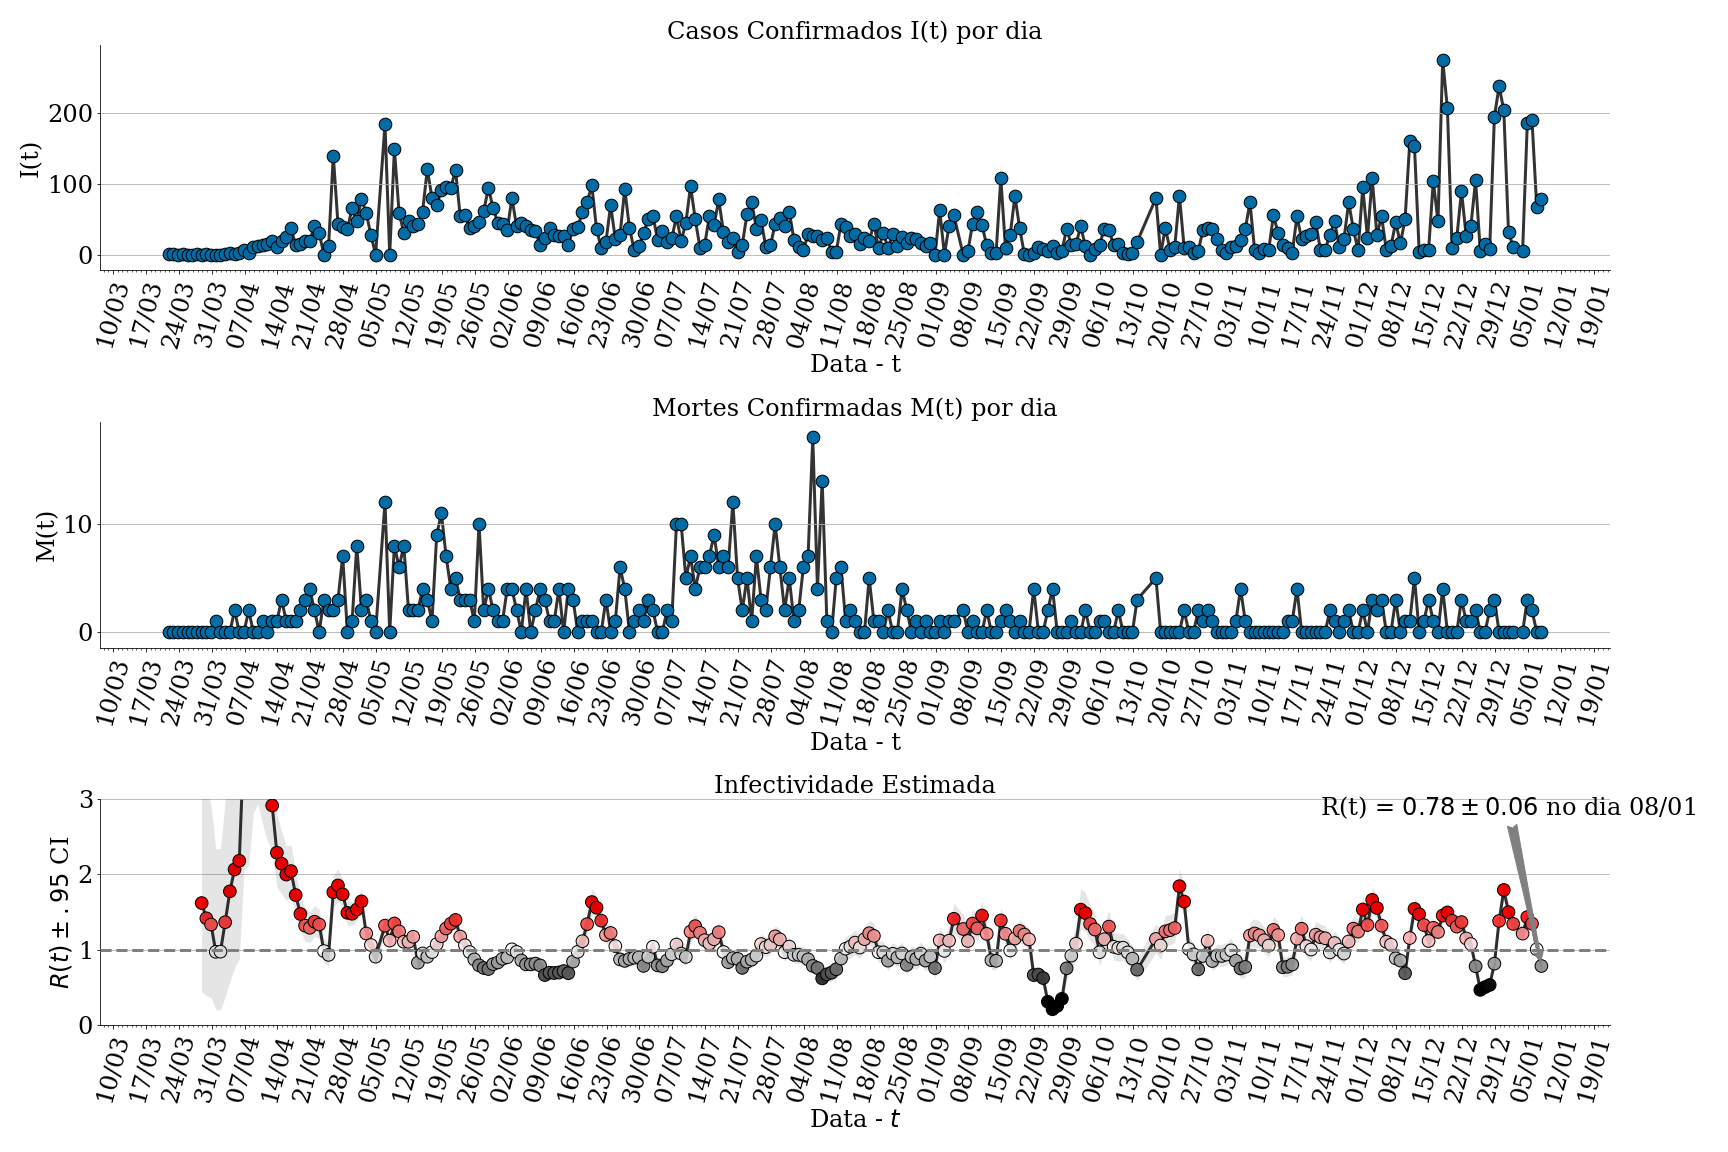 Casos Confirmados I(t) por dia
I(t)
200
100
0
10/03 17/03 24/03 31/03 07/04 14/04 21/04 28/04 05/05 12/05 19/05 26/05 02/06 09/06 16/06 23/06 30/06 07/07 14/07 21/07 28/07 04/08 11/08 18/08 25/08 01/09 08/09 15/09 22/09 29/09 06/10 13/10 20/10 27/10 03/11 10/11 17/11 24/11 01/12 08/12 15/12 22/12 29/12 05/01 12/01 19/01
Data - t
Mortes Confirmadas M(t) por dia
M(t)
10
0
10/03 17/03 24/03 31/03 07/04 14/04 21/04 28/04 05/05 12/05 19/05 26/05 02/06 09/06 16/06 23/06 30/06 07/07 14/07 21/07 28/07 04/08 11/08 18/08 25/08 01/09 08/09 15/09 22/09 29/09 06/10 13/10 20/10 27/10 03/11 10/11 17/11 24/11 01/12 08/12 15/12 22/12 29/12 05/01 12/01 19/01
Data - t
Infectividade Estimada
R(t) = 0.78 ± 0.06 no dia 08/01
R(t) ± .95 CI
3
2
1
0
10/03 17/03 24/03 31/03 07/04 14/04 21/04 28/04 05/05 12/05 19/05 26/05 02/06 09/06 16/06 23/06 30/06 07/07 14/07 21/07 28/07 04/08 11/08 18/08 25/08 01/09 08/09 15/09 22/09 29/09 06/10 13/10 20/10 27/10 03/11 10/11 17/11 24/11 01/12 08/12 15/12 22/12 29/12 05/01 12/01 19/01
Data - t